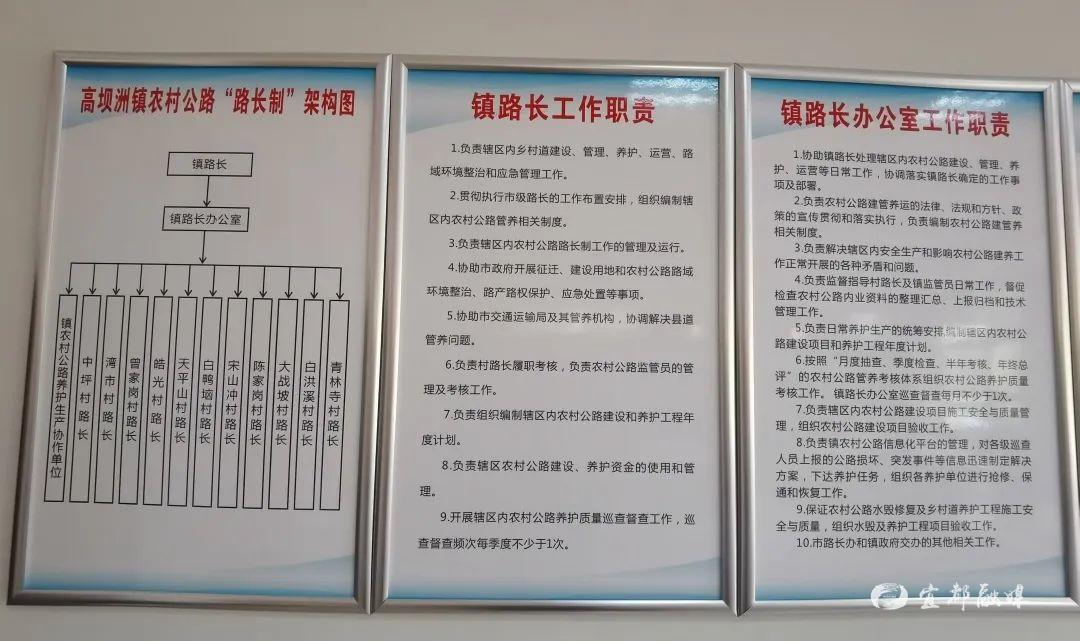 高坝洲镇农村公路“路长制”架构图
镇路长
镇路长办公室
镇农村公路养护生产协作单位
中坪村路长
湾市村路长
曾家岗村路长
皓光村路长
天平山村路长
白鸭垴村路长
宋山冲村路长
陈家岗村路长
大战坡村路长
白洪溪村路长
青林寺村路长
镇路长工作职责
1.负责辖区内乡村道建设、管理、养护、运营、路
域环境整治和应急管理工作。
2.贯彻执行市级路长的工作布置安排，组织编制辖
区内农村公路管养相关制度。
3.负责辖区内农村公路路长制工作的管理及运行。
4.协助市政府开展征迁、建设用地和农村公路路域
环境整治、路产路权保护、应急处置等事项。
5.协助市交通运输局及其管养机构，协调解决县道
管养问题。
6.负责村路长履职考核，负责农村公路监管员的管
理及考核工作。
7.负责组织编制辖区内农村公路建设和养护工程年
度计划。
8.负责辖区农村公路建设、养护资金的使用和管
理。
9.开展辖区内农村公路养护质量巡查督查工作，巡
查督查频次每季度不少于1次。
镇路长办公室工作职责
1.协助镇路长处理辖区内农村公路建设、管理、养
护、运营等日常工作，协调落实镇路长确定的工作事
项及部署。
2.负责农村公路建管养运的法律、法规和方针、政
策的宣传贯彻和落实执行，负责编制农村公路建管养
相关制度。
3.负责解决辖区内安全生产和影响农村公路建养工
作正常开展的各种矛盾和问题。
4.负责监督指导村路长及镇监管员日常工作，督促
检查农村公路内业资料的整理汇总、上报归档和技术
管理工作。
5.负责日常养护生产的统筹安排,编制辖区内农村公
路建设项目和养护工程年度计划。
6.按照“月度抽查、季度检查、半年考核、年终总
评”的农村公路管养考核体系组织农村公路养护质量
考核工作。 镇路长办公室巡查督查每月不少于1次。
7.负责辖区内农村公路建设项目施工安全与质量管
理，组织农村公路建设项目验收工作。
8.负责镇农村公路信息化平台的管理，对各级巡查
人员上报的公路损坏、突发事件等信息迅速制定解决
方案，下达养护任务，组织各养护单位进行抢修、保
通和恢复工作。
9.保证农村公路水毁修复及乡村道养护工程施工安
全与质量，组织水毁及养护工程项目验收工作。
10.市路长办和镇政府交办的其他相关工作。
宜都融媒